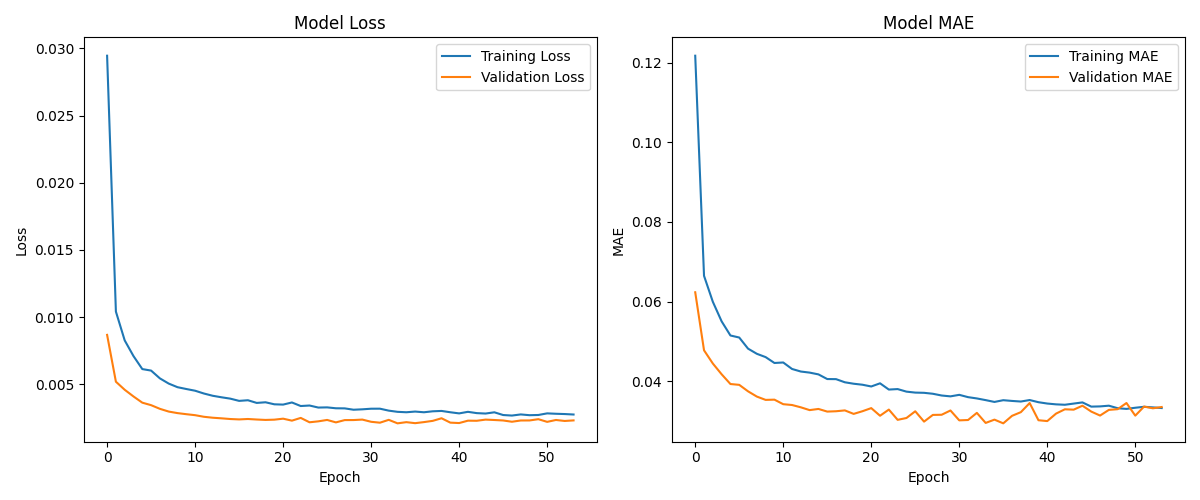 Model Loss
0.030
0.025
0.020
0.015
0.010
0.005
Loss
Training Loss
Validation Loss
0 10 20 30 40 50
Epoch
Model MAE
0.12
0.10
0.08
0.06
0.04
MAE
Training MAE
Validation MAE
0 10 20 30 40 50
Epoch